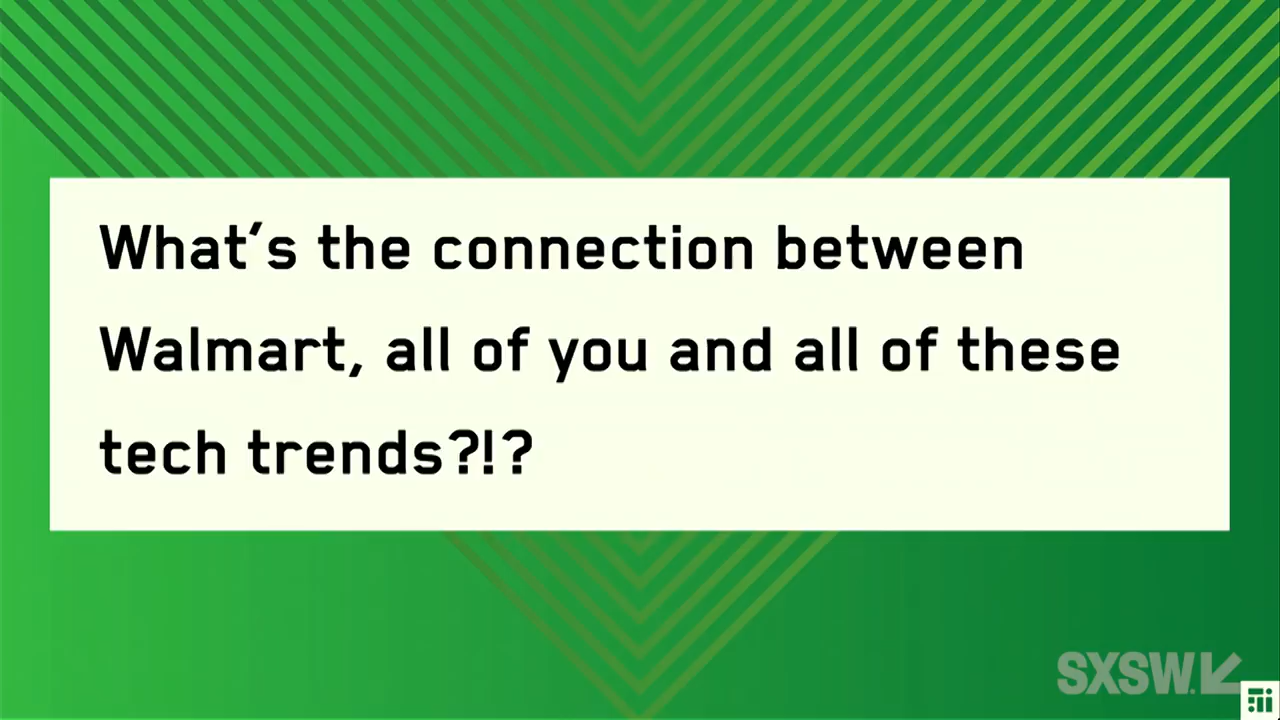 What's the connection between
Walmart, all of you and all of these
tech trends?!?
SXSW.